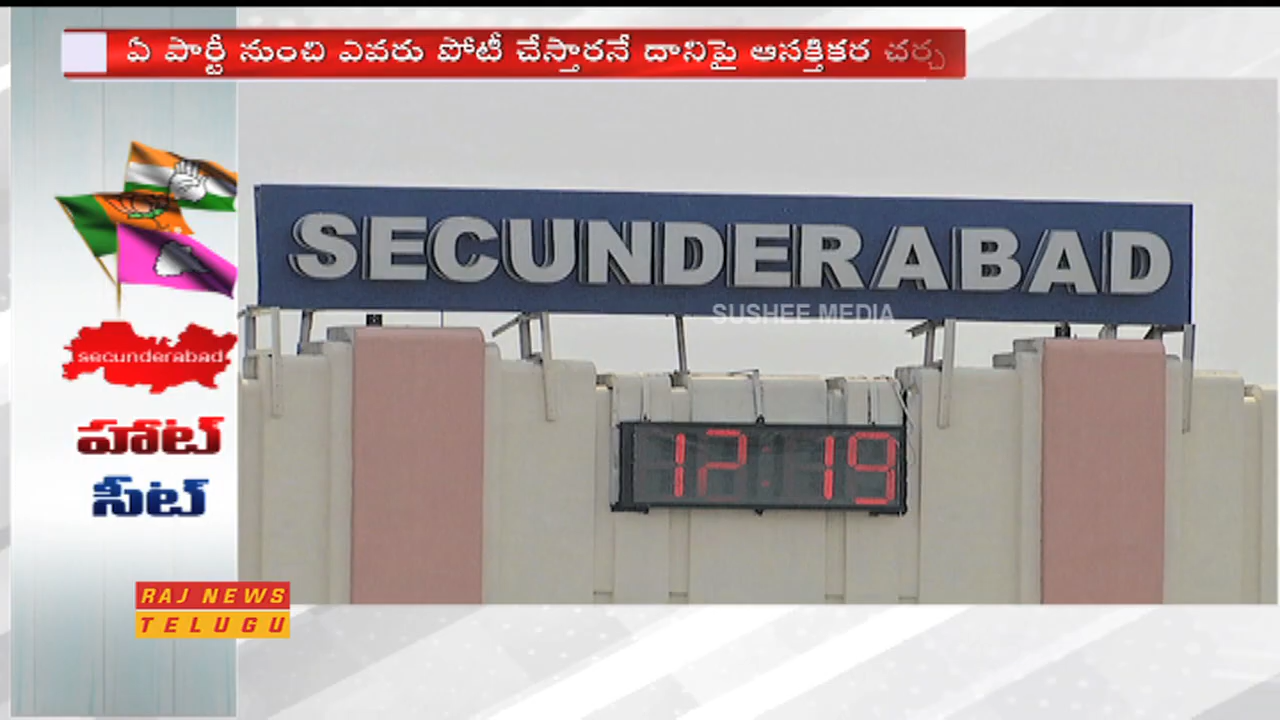 ఏ పార్టీ నుంచి ఎవరు పోటీ చేస్తారనే దానిపై ఆసక్తికర చర్చ
SECUNDERABAD
SUSHEE MEDIA
secunderabad
12:19
హాట్
సీట్
RAJ NEWS
TELUGU